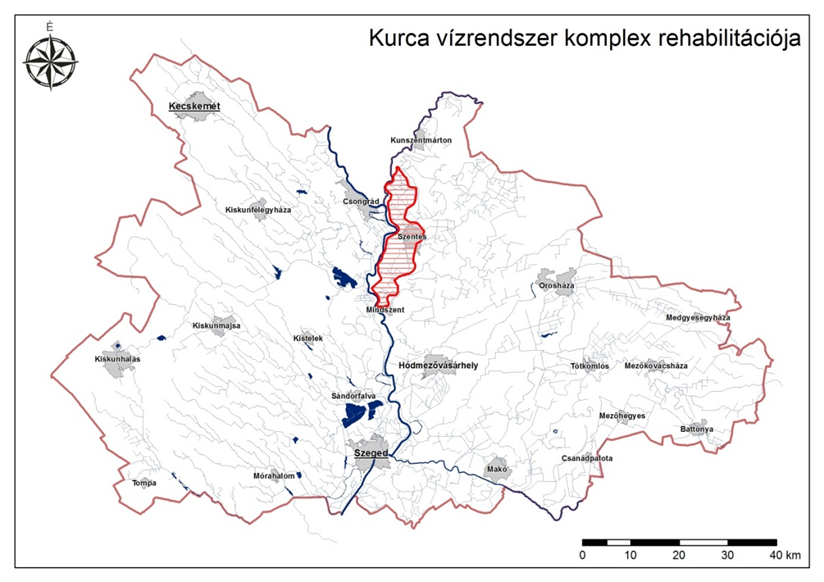 É
Kurca vízrendszer komplex rehabilitációja
Kecskemét
Kunszentmárton
Csongrád
Kiskunfélegyháza
Szentes
Orosháza
Mindszent
Medgyesegyháza
Kiskunmajsa
Kistelek
Kiskunhalas
Hódmezővásárhely
Tótkomlós
Mezőkovácsháza
Sándorfalva
Mezőhegyes
Battonya
Szeged
Csanádpalota
Makó
Mórahalom
Tompa
0 10 20 30 40 km